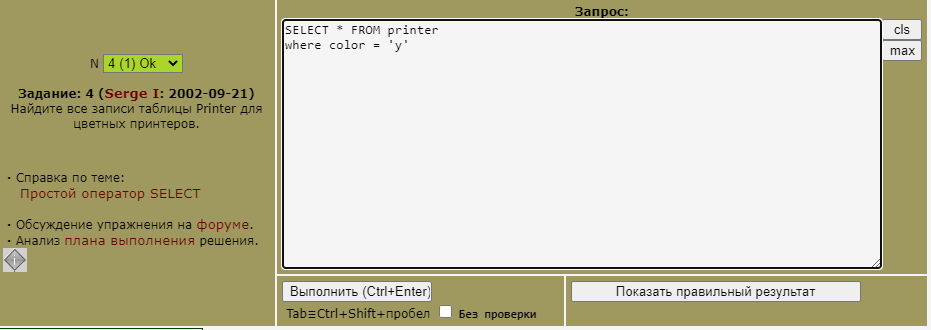 N 4 (1) Ok
Задание: 4 (Serge I: 2002-09-21)
Найдите все записи таблицы Printer для
цветных принтеров.
· Справка по теме:
Простой оператор SELECT
· Обсуждение упражнения на форуме.
· Анализ плана выполнения решения.
Запрос:
SELECT * FROM printer
where color = 'y'
cls
max
Выполнить (Ctrl+Enter)
Tab≡Ctrl+Shift+пробел Без проверки
Показать правильный результат